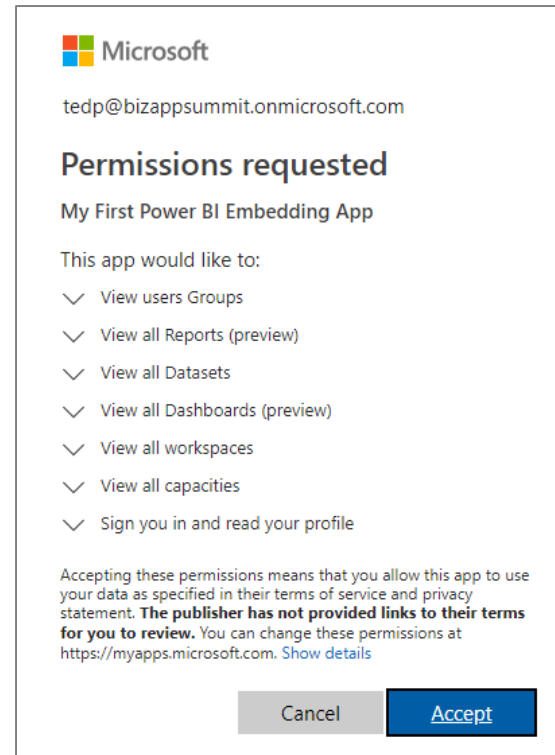 Microsoft
tedp@bizappsummit.onmicrosoft.com
Permissions requested
My First Power BI Embedding App
This app would like to:
View users Groups
View all Reports (preview)
View all Datasets
View all Dashboards (preview)
View all workspaces
View all capacities
Sign you in and read your profile
Accepting these permissions means that you allow this app to use
your data as specified in their terms of service and privacy
statement. The publisher has not provided links to their terms
for you to review. You can change these permissions at
https://myapps.microsoft.com. Show details
Cancel Accept